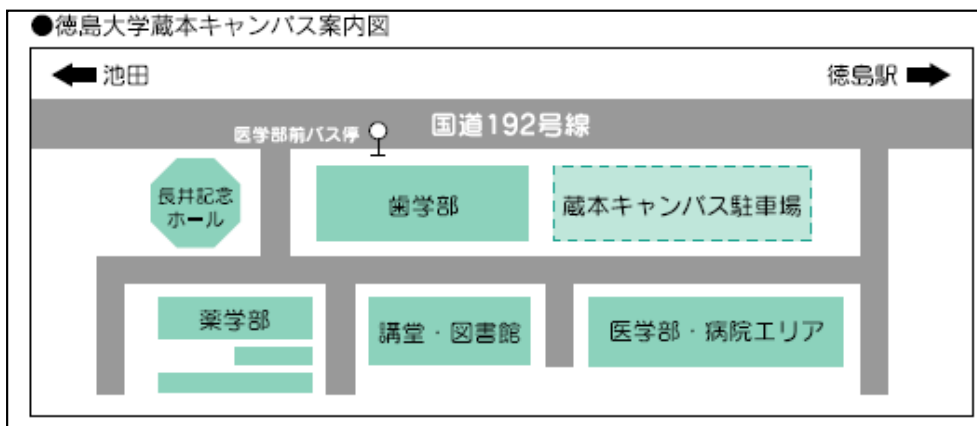 ●徳島大学蔵本キャンパス案内図
池田
徳島駅
国道192号線
医学部前バス停
長井記念
ホール
歯学部
蔵本キャンパス駐車場
薬学部
講堂・図書館
医学部・病院エリア